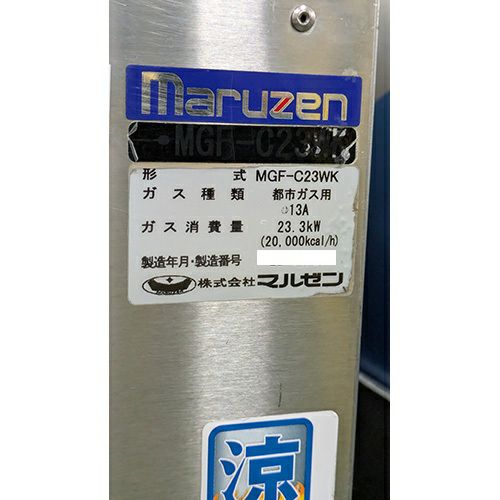 maruzen
MGF-C23WK
形 式 MGF-C23WK
ガス種類 都市ガス用
13A
ガス消費量 23.3kW
(20,000kcal/h)
製造年月・製造番号
株式会社 マルゼン
涼